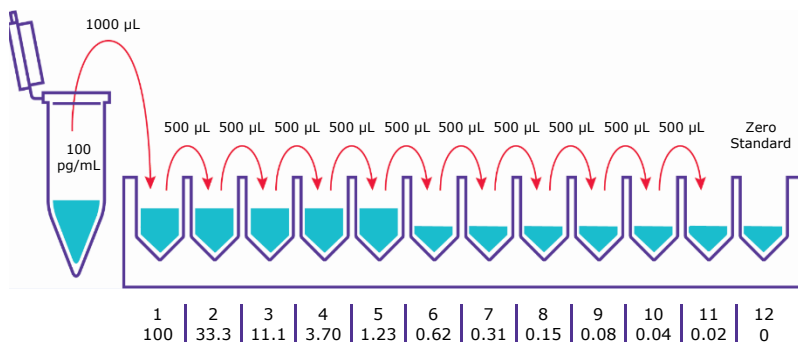 1000 µL
500 µL 500 µL 500 µL 500 µL 500 µL 500 µL 500 µL 500 µL 500 µL 500 µL
Zero
Standard
100
pg/mL
1 2 3 4 5 6 7 8 9 10 11 12
100 33.3 11.1 3.70 1.23 0.62 0.31 0.15 0.08 0.04 0.02 0